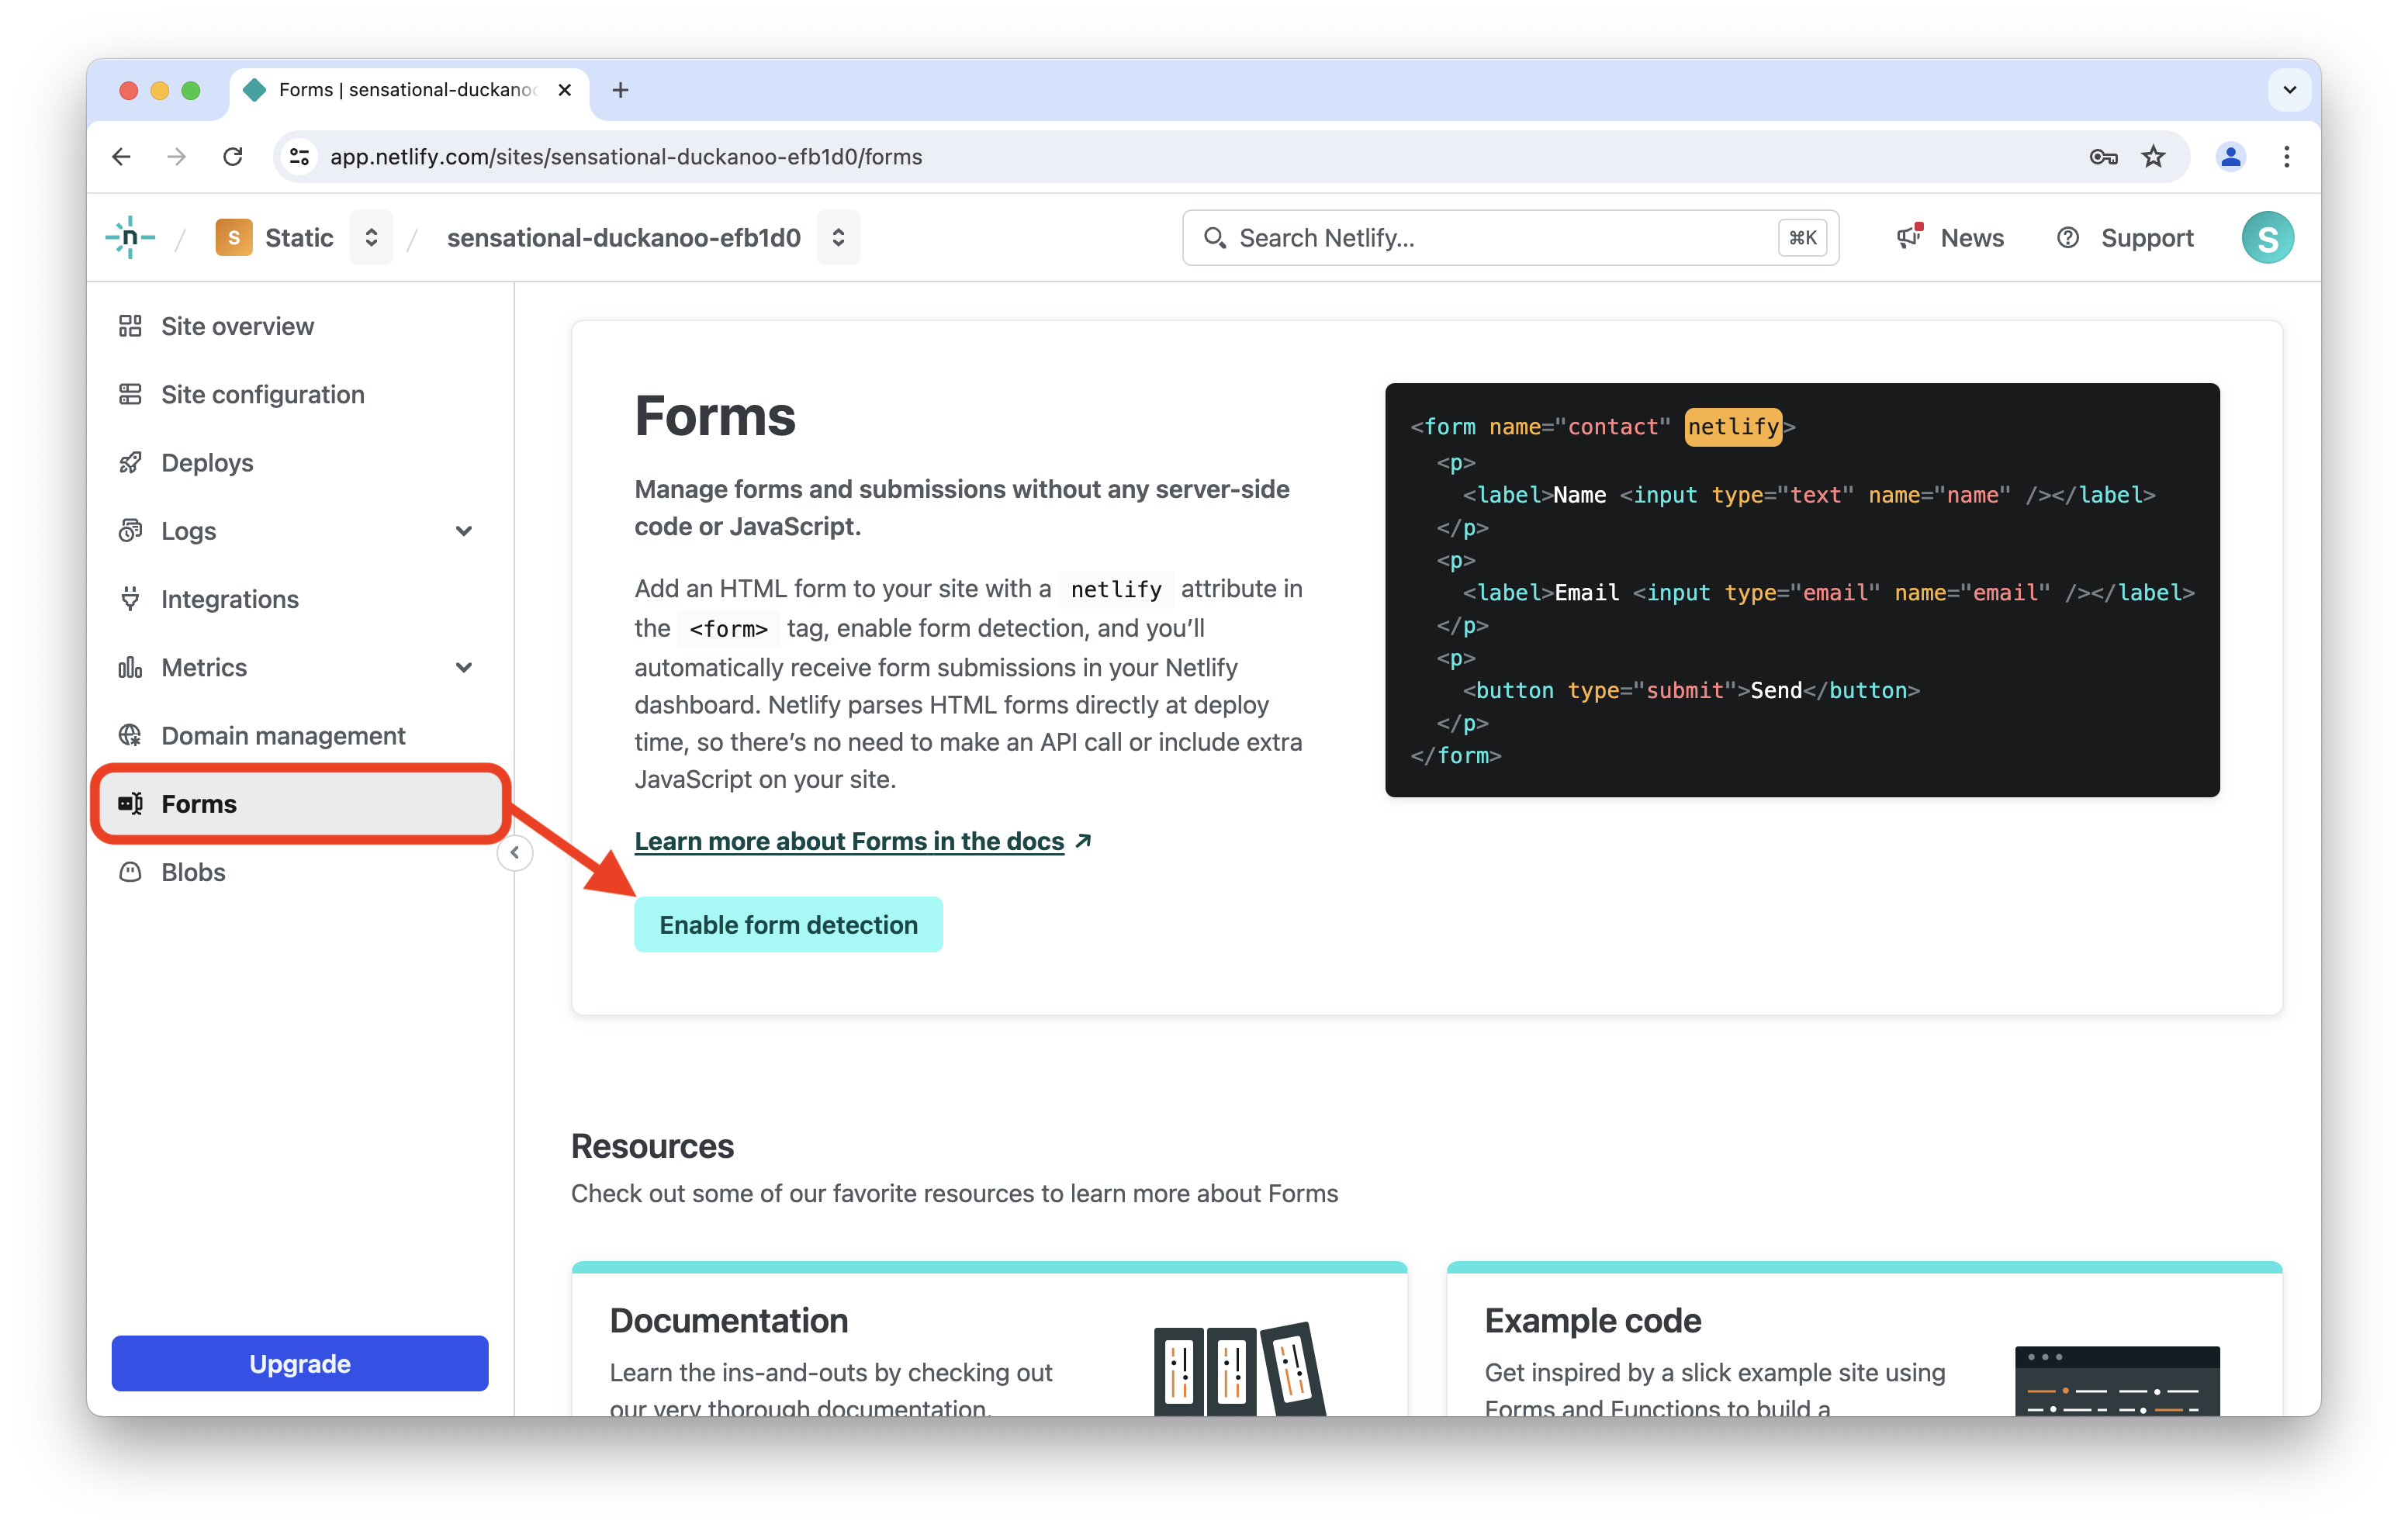 Forms | sensational-duckanoo
app.netlify.com/sites/sensational-duckanoo-efb1d0/forms
n / S Static / sensational-duckanoo-efb1d0
Search Netlify... ⌘K
News
Support
S
Site overview
Site configuration
Deploys
Logs
Integrations
Metrics
Domain management
Forms
Blobs
Upgrade
Forms
Manage forms and submissions without any server-side
code or JavaScript.
Add an HTML form to your site with a netlify attribute in
the <form> tag, enable form detection, and you’ll
automatically receive form submissions in your Netlify
dashboard. Netlify parses HTML forms directly at deploy
time, so there’s no need to make an API call or include extra
JavaScript on your site.
Learn more about Forms in the docs
Enable form detection
<form name="contact" netlify>
<p>
<label>Name <input type="text" name="name" /></label>
</p>
<p>
<label>Email <input type="email" name="email" /></label>
</p>
<p>
<button type="submit">Send</button>
</p>
</form>
Resources
Check out some of our favorite resources to learn more about Forms
Documentation
Learn the ins-and-outs by checking out
our very thorough documentation.
Example code
Get inspired by a slick example site using
Forms and Functions to build a